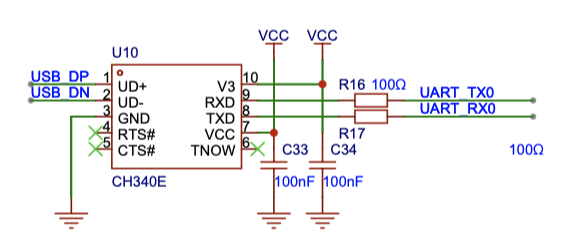 VCC VCC
U10
USB_DP 1 UD+ V3 10 R16 100Ω UART_TX0
USB_DN 2 UD- RXD 9 UART_RX0
3 GND TXD 8
4 RTS# VCC 7 R17
5 CTS# TNOW 6 C33 C34 100Ω
CH340E 100nF 100nF